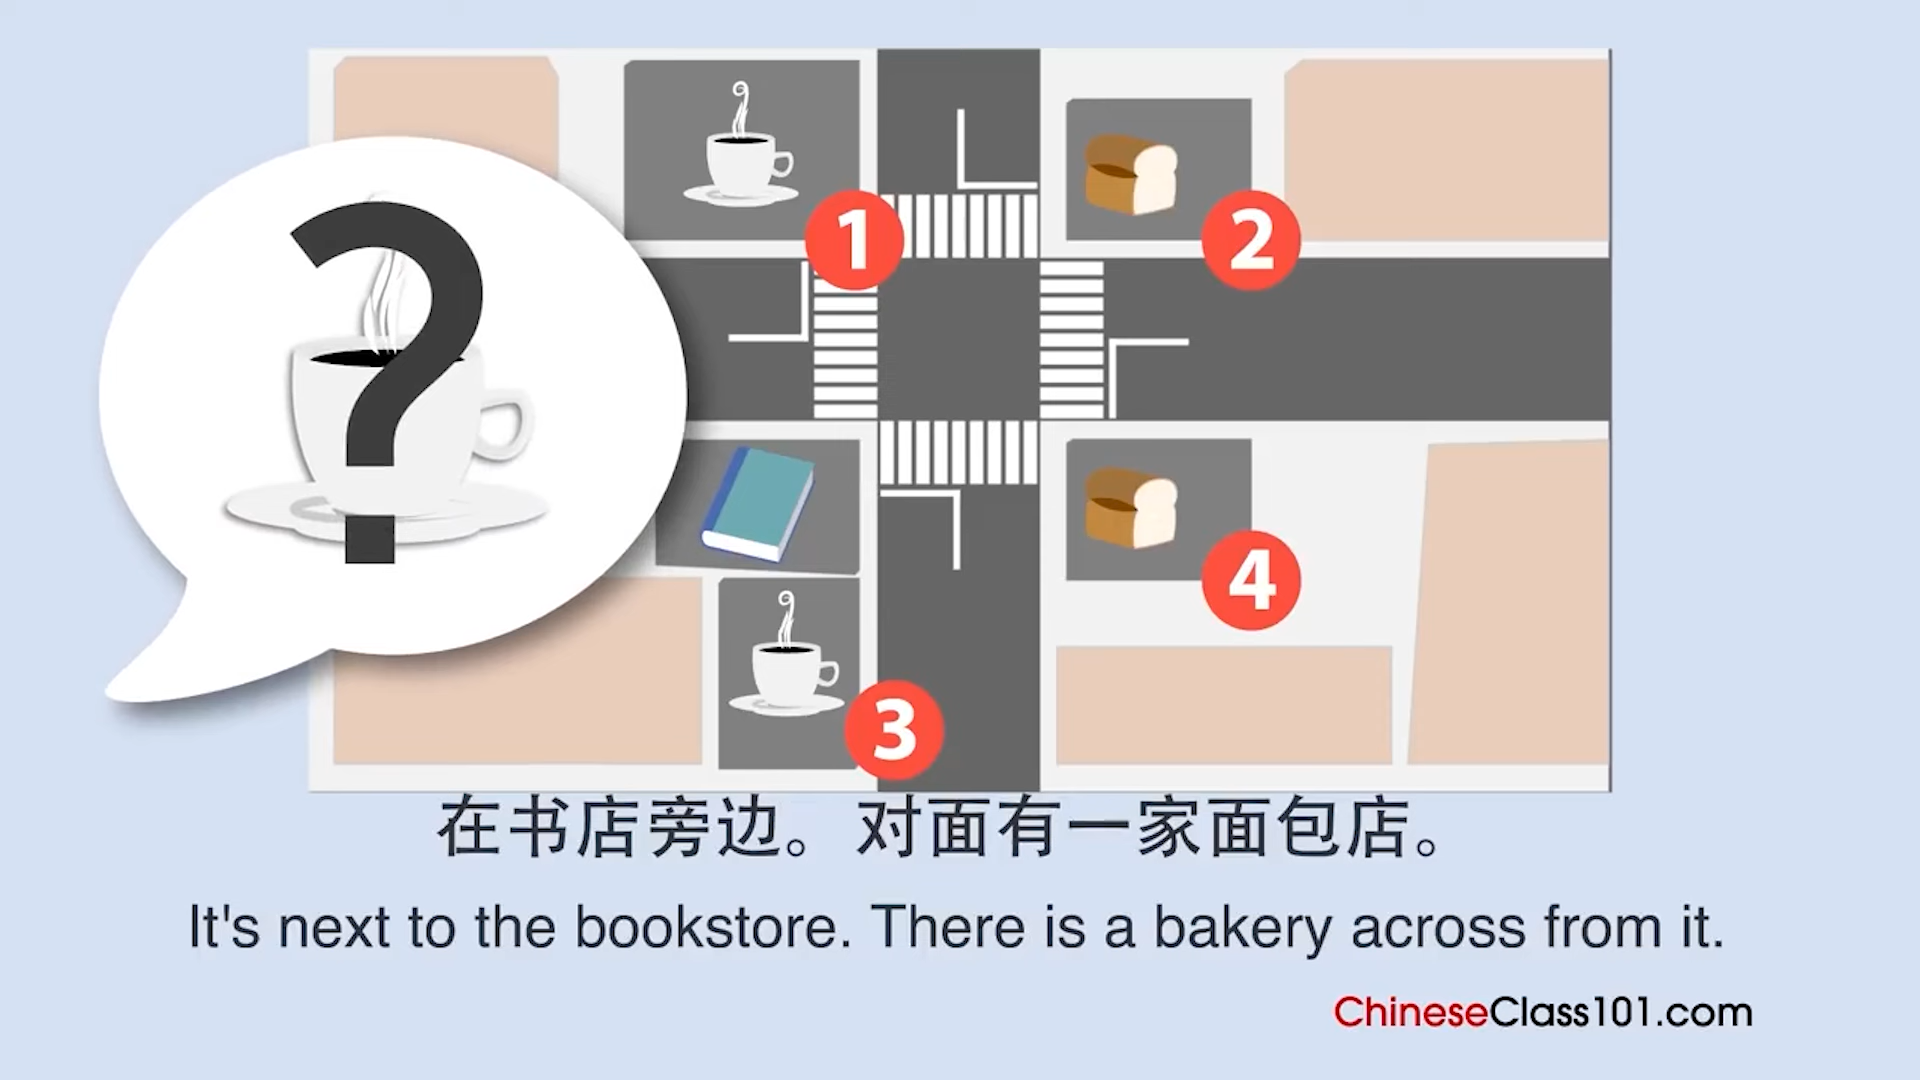 1
2
3
4
在书店旁边。对面有一家面包店。
It's next to the bookstore. There is a bakery across from it.
ChineseClass101.com